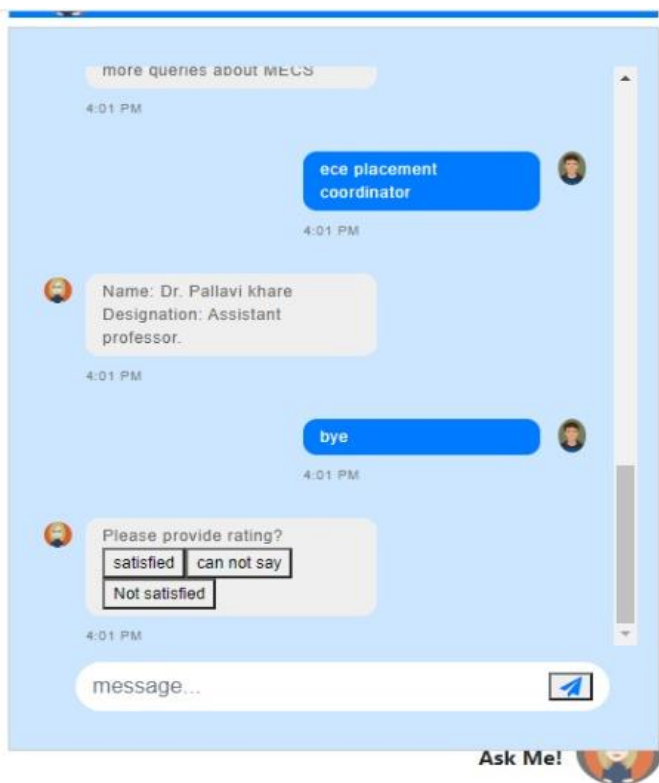 more queries about MECS
4:01 PM
ece placement
coordinator
4:01 PM
Name: Dr. Pallavi khare
Designation: Assistant
professor.
4:01 PM
bye
4:01 PM
Please provide rating?
satisfied can not say
Not satisfied
4:01 PM
message...
Ask Me!